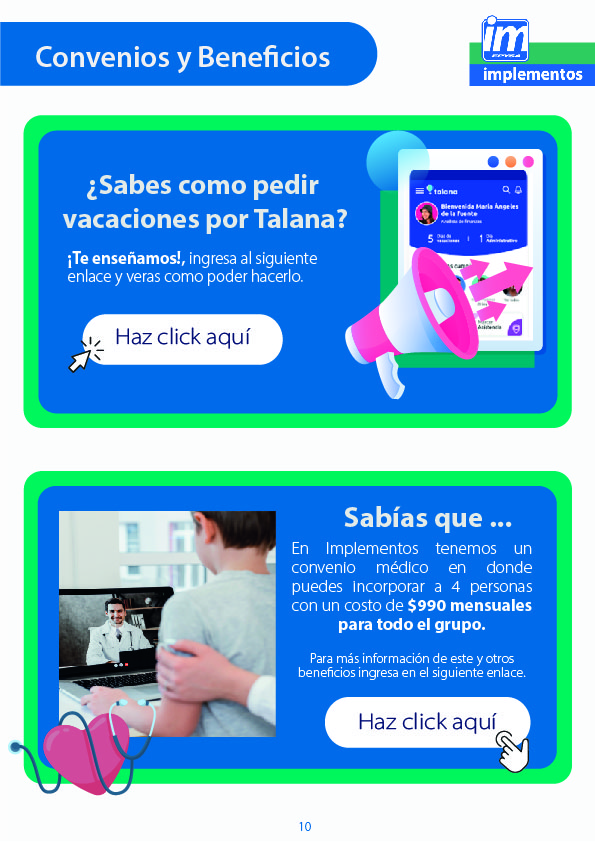 Convenios y Beneficios
im
EPYSA
implementos
¿Sabes como pedir
vacaciones por Talana?
¡Te enseñamos!, ingresa al siguiente
enlace y veras como poder hacerlo.
Haz click aquí
talana
Bienvenida María Ángeles
de la Fuente
Analista de Finanzas
5 Días de
vacaciones
1 Día
Administrativo
Asistencia
Sabías que ...
En Implementos tenemos un
convenio médico en donde
puedes incorporar a 4 personas
con un costo de $990 mensuales
para todo el grupo.
Para más información de este y otros
beneficios ingresa en el siguiente enlace.
Haz click aquí
10